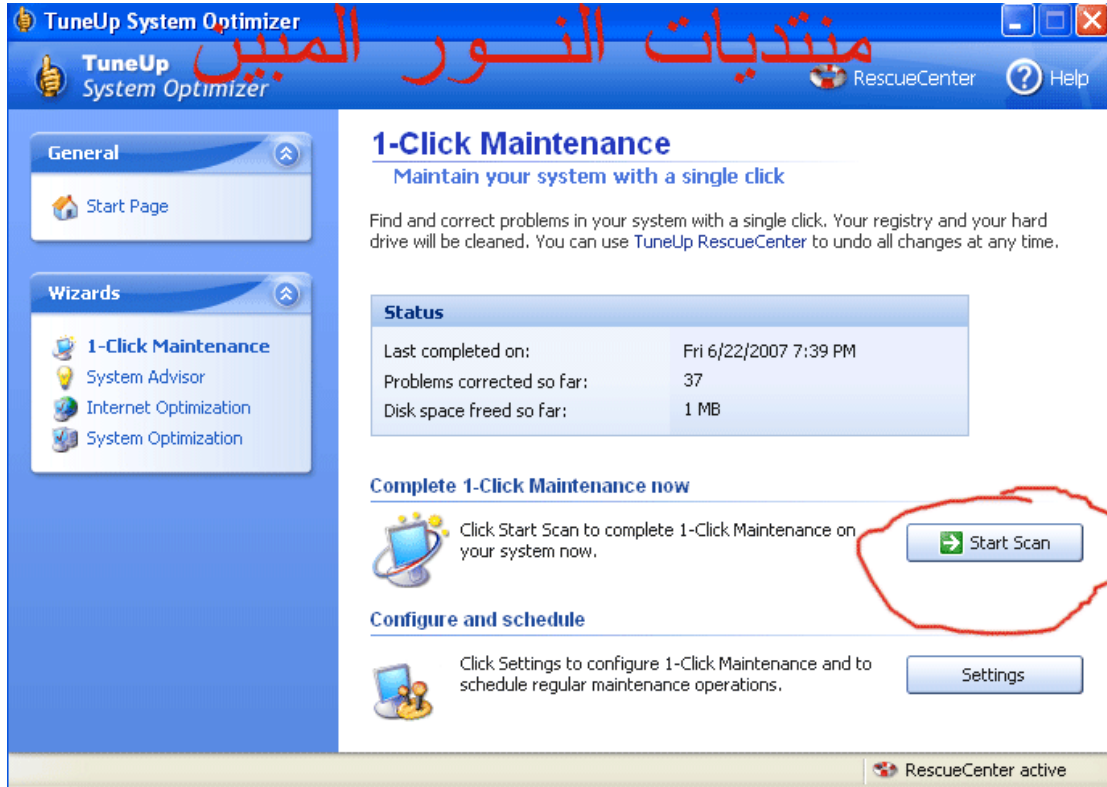 TuneUp System Optimizer
منتديات النور المبين
TuneUp
System Optimizer
RescueCenter
Help
General
Start Page
Wizards
1-Click Maintenance
System Advisor
Internet Optimization
System Optimization
1-Click Maintenance
Maintain your system with a single click
Find and correct problems in your system with a single click. Your registry and your hard
drive will be cleaned. You can use TuneUp RescueCenter to undo all changes at any time.
Status
Last completed on: Fri 6/22/2007 7:39 PM
Problems corrected so far: 37
Disk space freed so far: 1 MB
Complete 1-Click Maintenance now
Click Start Scan to complete 1-Click Maintenance on
your system now.
Start Scan
Configure and schedule
Click Settings to configure 1-Click Maintenance and to
schedule regular maintenance operations.
Settings
RescueCenter active